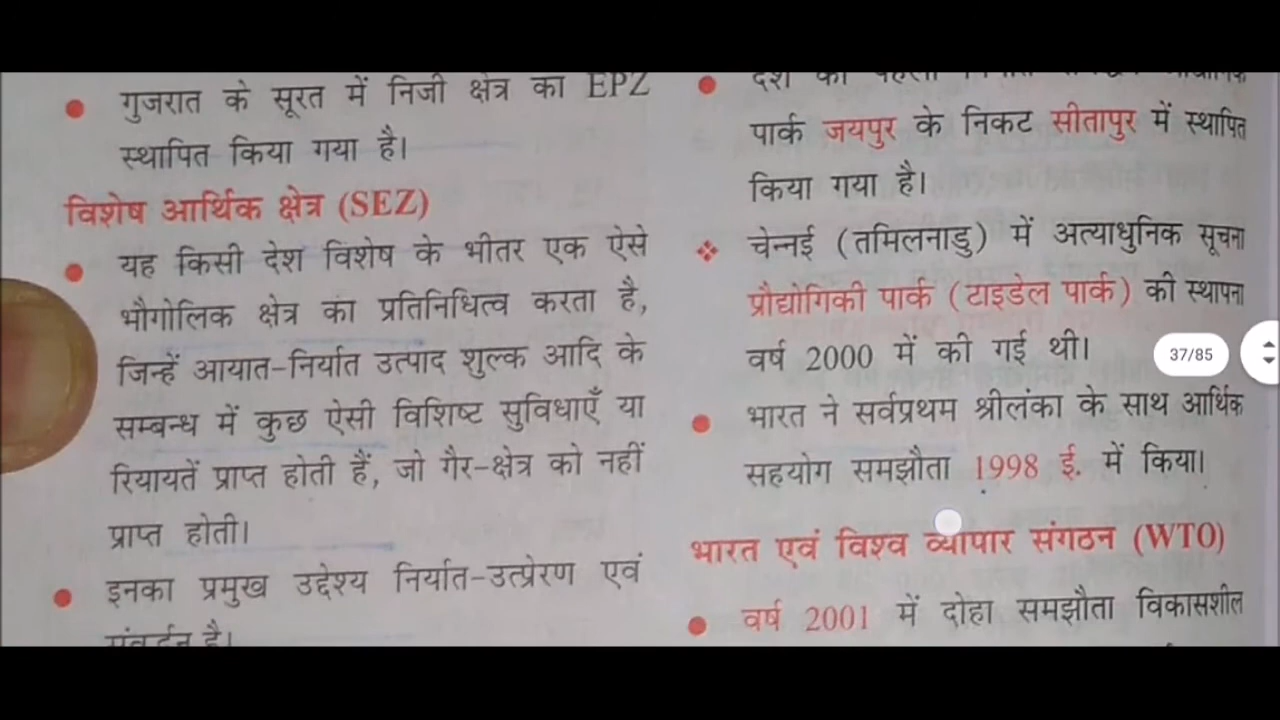 गुजरात के सूरत में निजी क्षेत्र का EPZ
स्थापित किया गया है।
विशेष आर्थिक क्षेत्र (SEZ)
यह किसी देश विशेष के भीतर एक ऐसे
भौगोलिक क्षेत्र का प्रतिनिधित्व करता है,
जिन्हें आयात-निर्यात उत्पाद शुल्क आदि के
सम्बन्ध में कुछ ऐसी विशिष्ट सुविधाएँ या
रियायतें प्राप्त होती हैं, जो गैर-क्षेत्र को नहीं
प्राप्त होती।
इनका प्रमुख उद्देश्य निर्यात-उत्प्रेरण एवं
संवर्द्धन है।
देश का पहला
पार्क जयपुर के निकट सीतापुर में स्थापित
किया गया है।
चेन्नई (तमिलनाडु) में अत्याधुनिक सूचना
प्रौद्योगिकी पार्क (टाइडेल पार्क) की स्थापना
वर्ष 2000 में की गई थी।
भारत ने सर्वप्रथम श्रीलंका के साथ आर्थिक
सहयोग समझौता 1998 ई. में किया।
भारत एवं विश्व व्यापार संगठन (WTO)
वर्ष 2001 में दोहा समझौता विकासशील
37/85